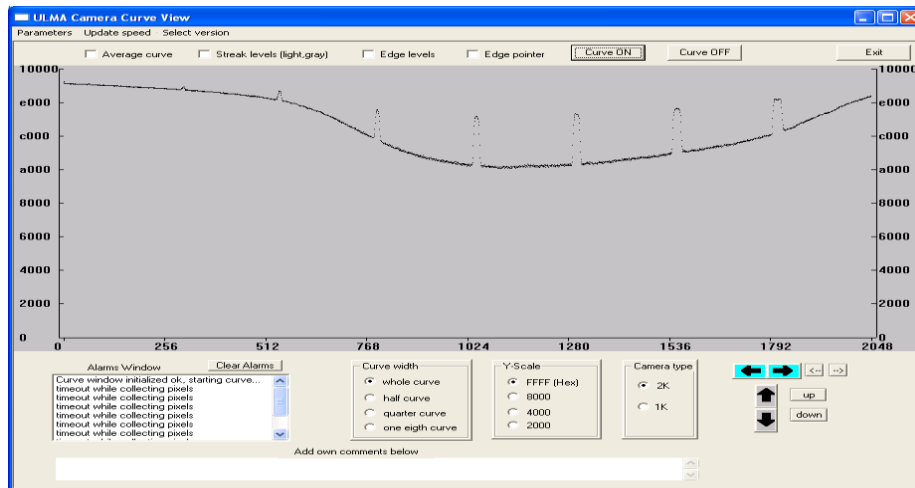 ULMA Camera Curve View
Parameters Update speed Select version
Average curve Streak levels (light,gray) Edge levels Edge pointer Curve ON Curve OFF Exit
10000 10000
e000 e000
c000 c000
a000 a000
8000 8000
6000 6000
4000 4000
2000 2000
0 0
0 256 512 768 1024 1280 1536 1792 2048
Alarms Window Clear Alarms
Curve window initialized ok, starting curve...
timeout while collecting pixels
timeout while collecting pixels
timeout while collecting pixels
timeout while collecting pixels
timeout while collecting pixels
timeout while collecting pixels
Curve width
whole curve
half curve
quarter curve
one eigth curve
Y-Scale
FFFF (Hex)
8000
4000
2000
Camera type
2K
1K
<-- -->
up
down
Add own comments below